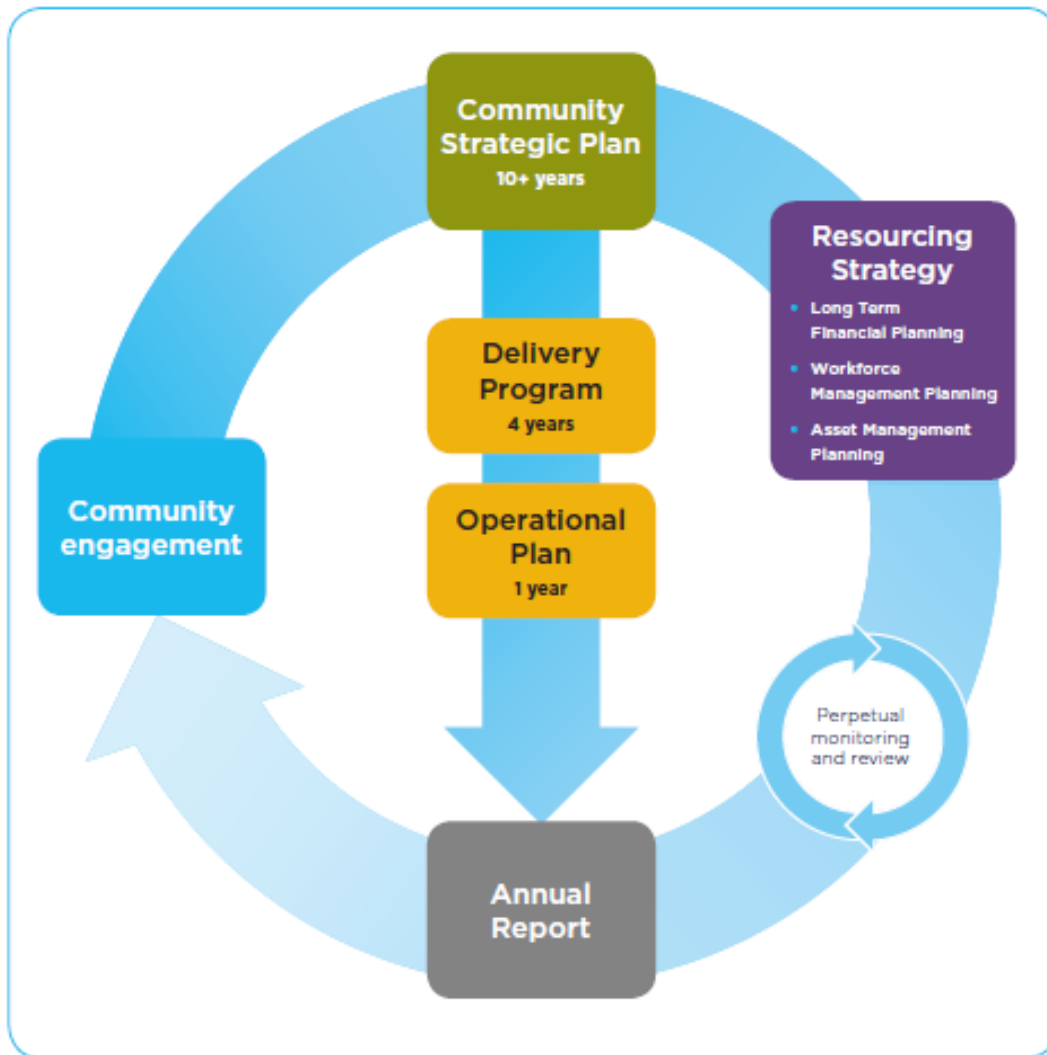 Community
Strategic Plan
10+ years
Resourcing
Strategy
• Long Term
Financial Planning
• Workforce
Management Planning
• Asset Management
Planning
Delivery
Program
4 years
Operational
Plan
1 year
Community
engagement
Perpetual
monitoring
and review
Annual
Report